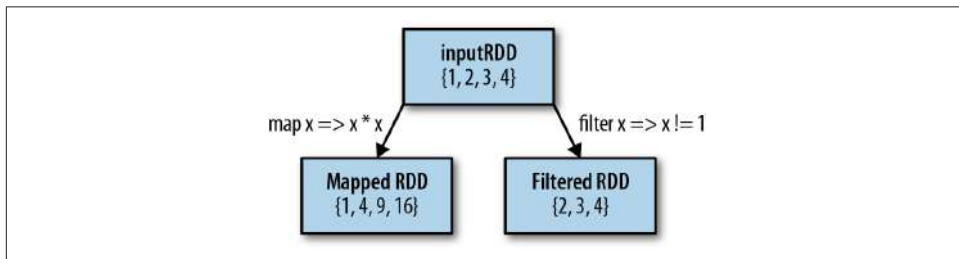 inputRDD
{1, 2, 3, 4}
map x => x * x
filter x => x != 1
Mapped RDD
{1, 4, 9, 16}
Filtered RDD
{2, 3, 4}